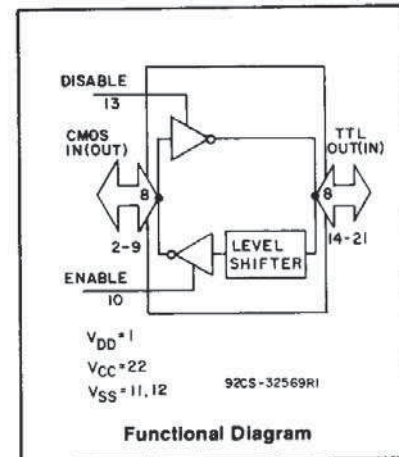 DISABLE
13
CMOS
IN(OUT)
TTL
OUT(IN)
8
8
2-9
14-21
LEVEL
SHIFTER
ENABLE
10
VDD=1
VCC=22
VSS=11,12
92CS-32569R1
Functional Diagram